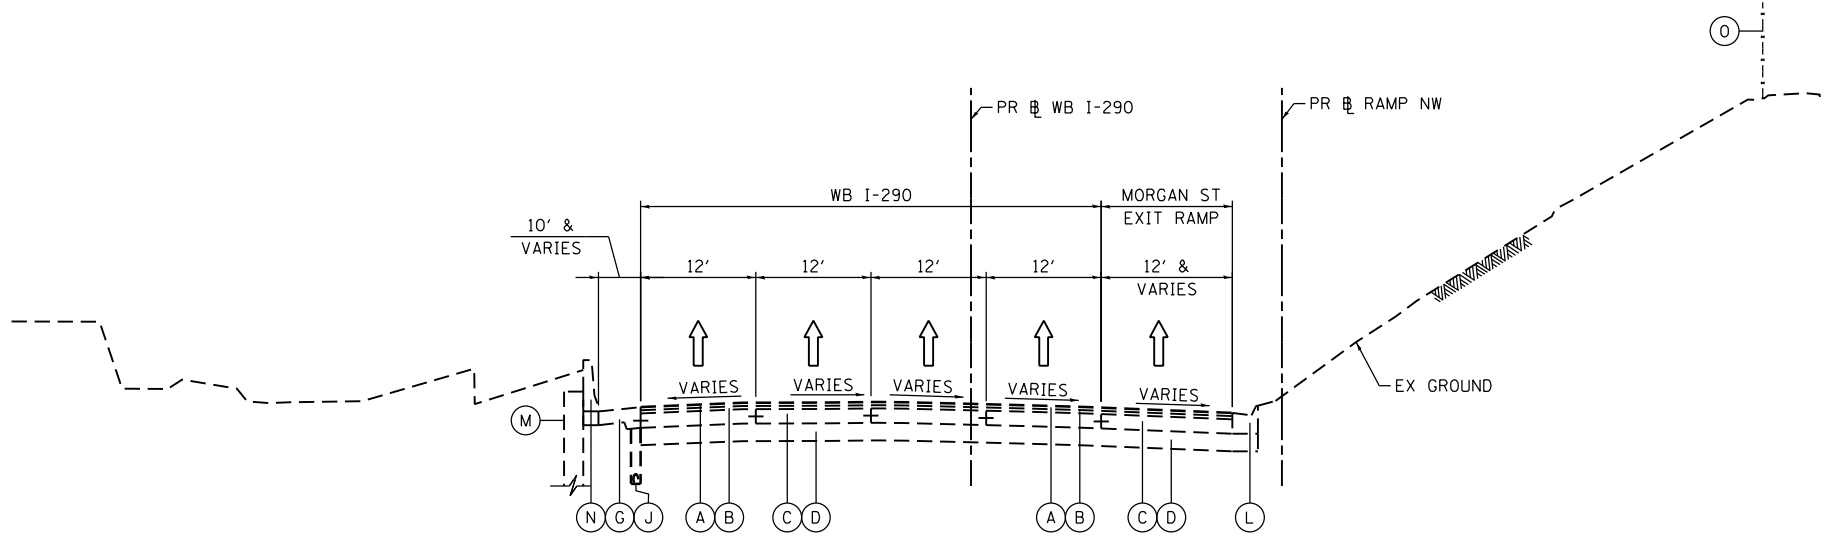 O
PR ⅊ WB I-290
PR ⅊ RAMP NW
WB I-290
MORGAN ST
EXIT RAMP
10' &
VARIES
12'
12'
12'
12'
12' &
VARIES
VARIES
VARIES
VARIES
VARIES
VARIES
EX GROUND
M
N
G
J
A
B
C
D
A
B
C
D
L